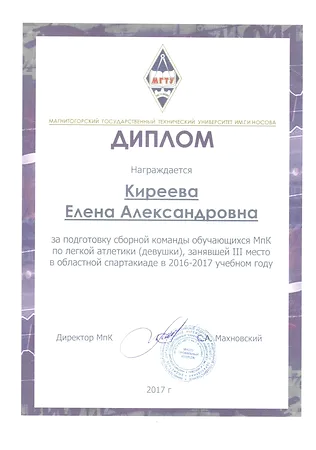 МГТУ
МАГНИТОГОРСКИЙ ГОСУДАРСТВЕННЫЙ ТЕХНИЧЕСКИЙ УНИВЕРСИТЕТ ИМ.Г.И.НОСОВА
ДИПЛОМ
Награждается
Киреева
Елена Александровна
за подготовку сборной команды обучающихся МпК
по легкой атлетики (девушки), занявшей III место
в областной спартакиаде в 2016-2017 учебном году
Директор МпК С.А. Махновский
2017 г